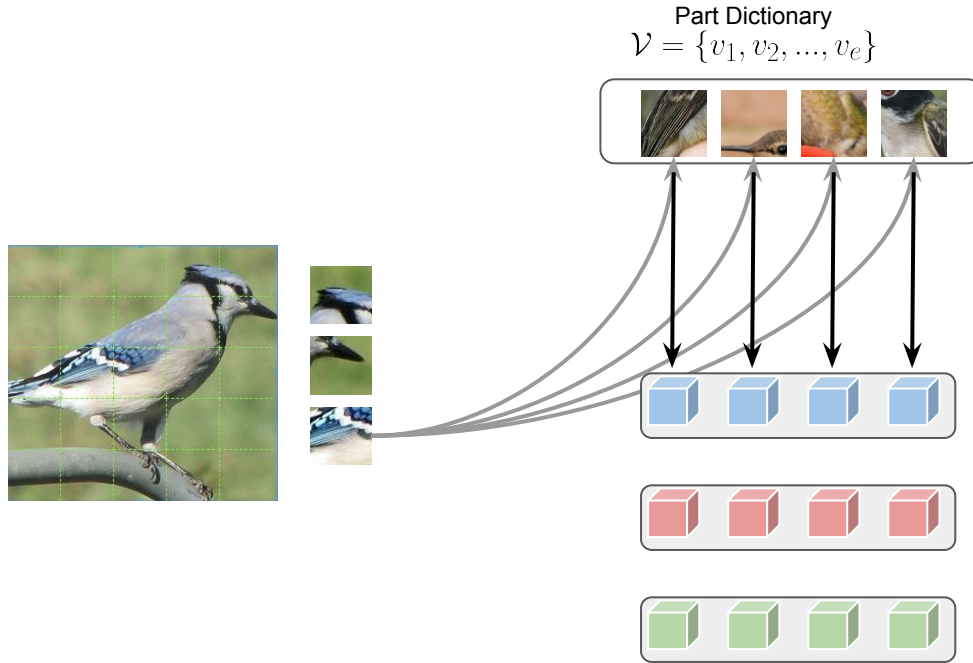 Part Dictionary
𝒱 = {v₁, v₂, ..., vₑ}